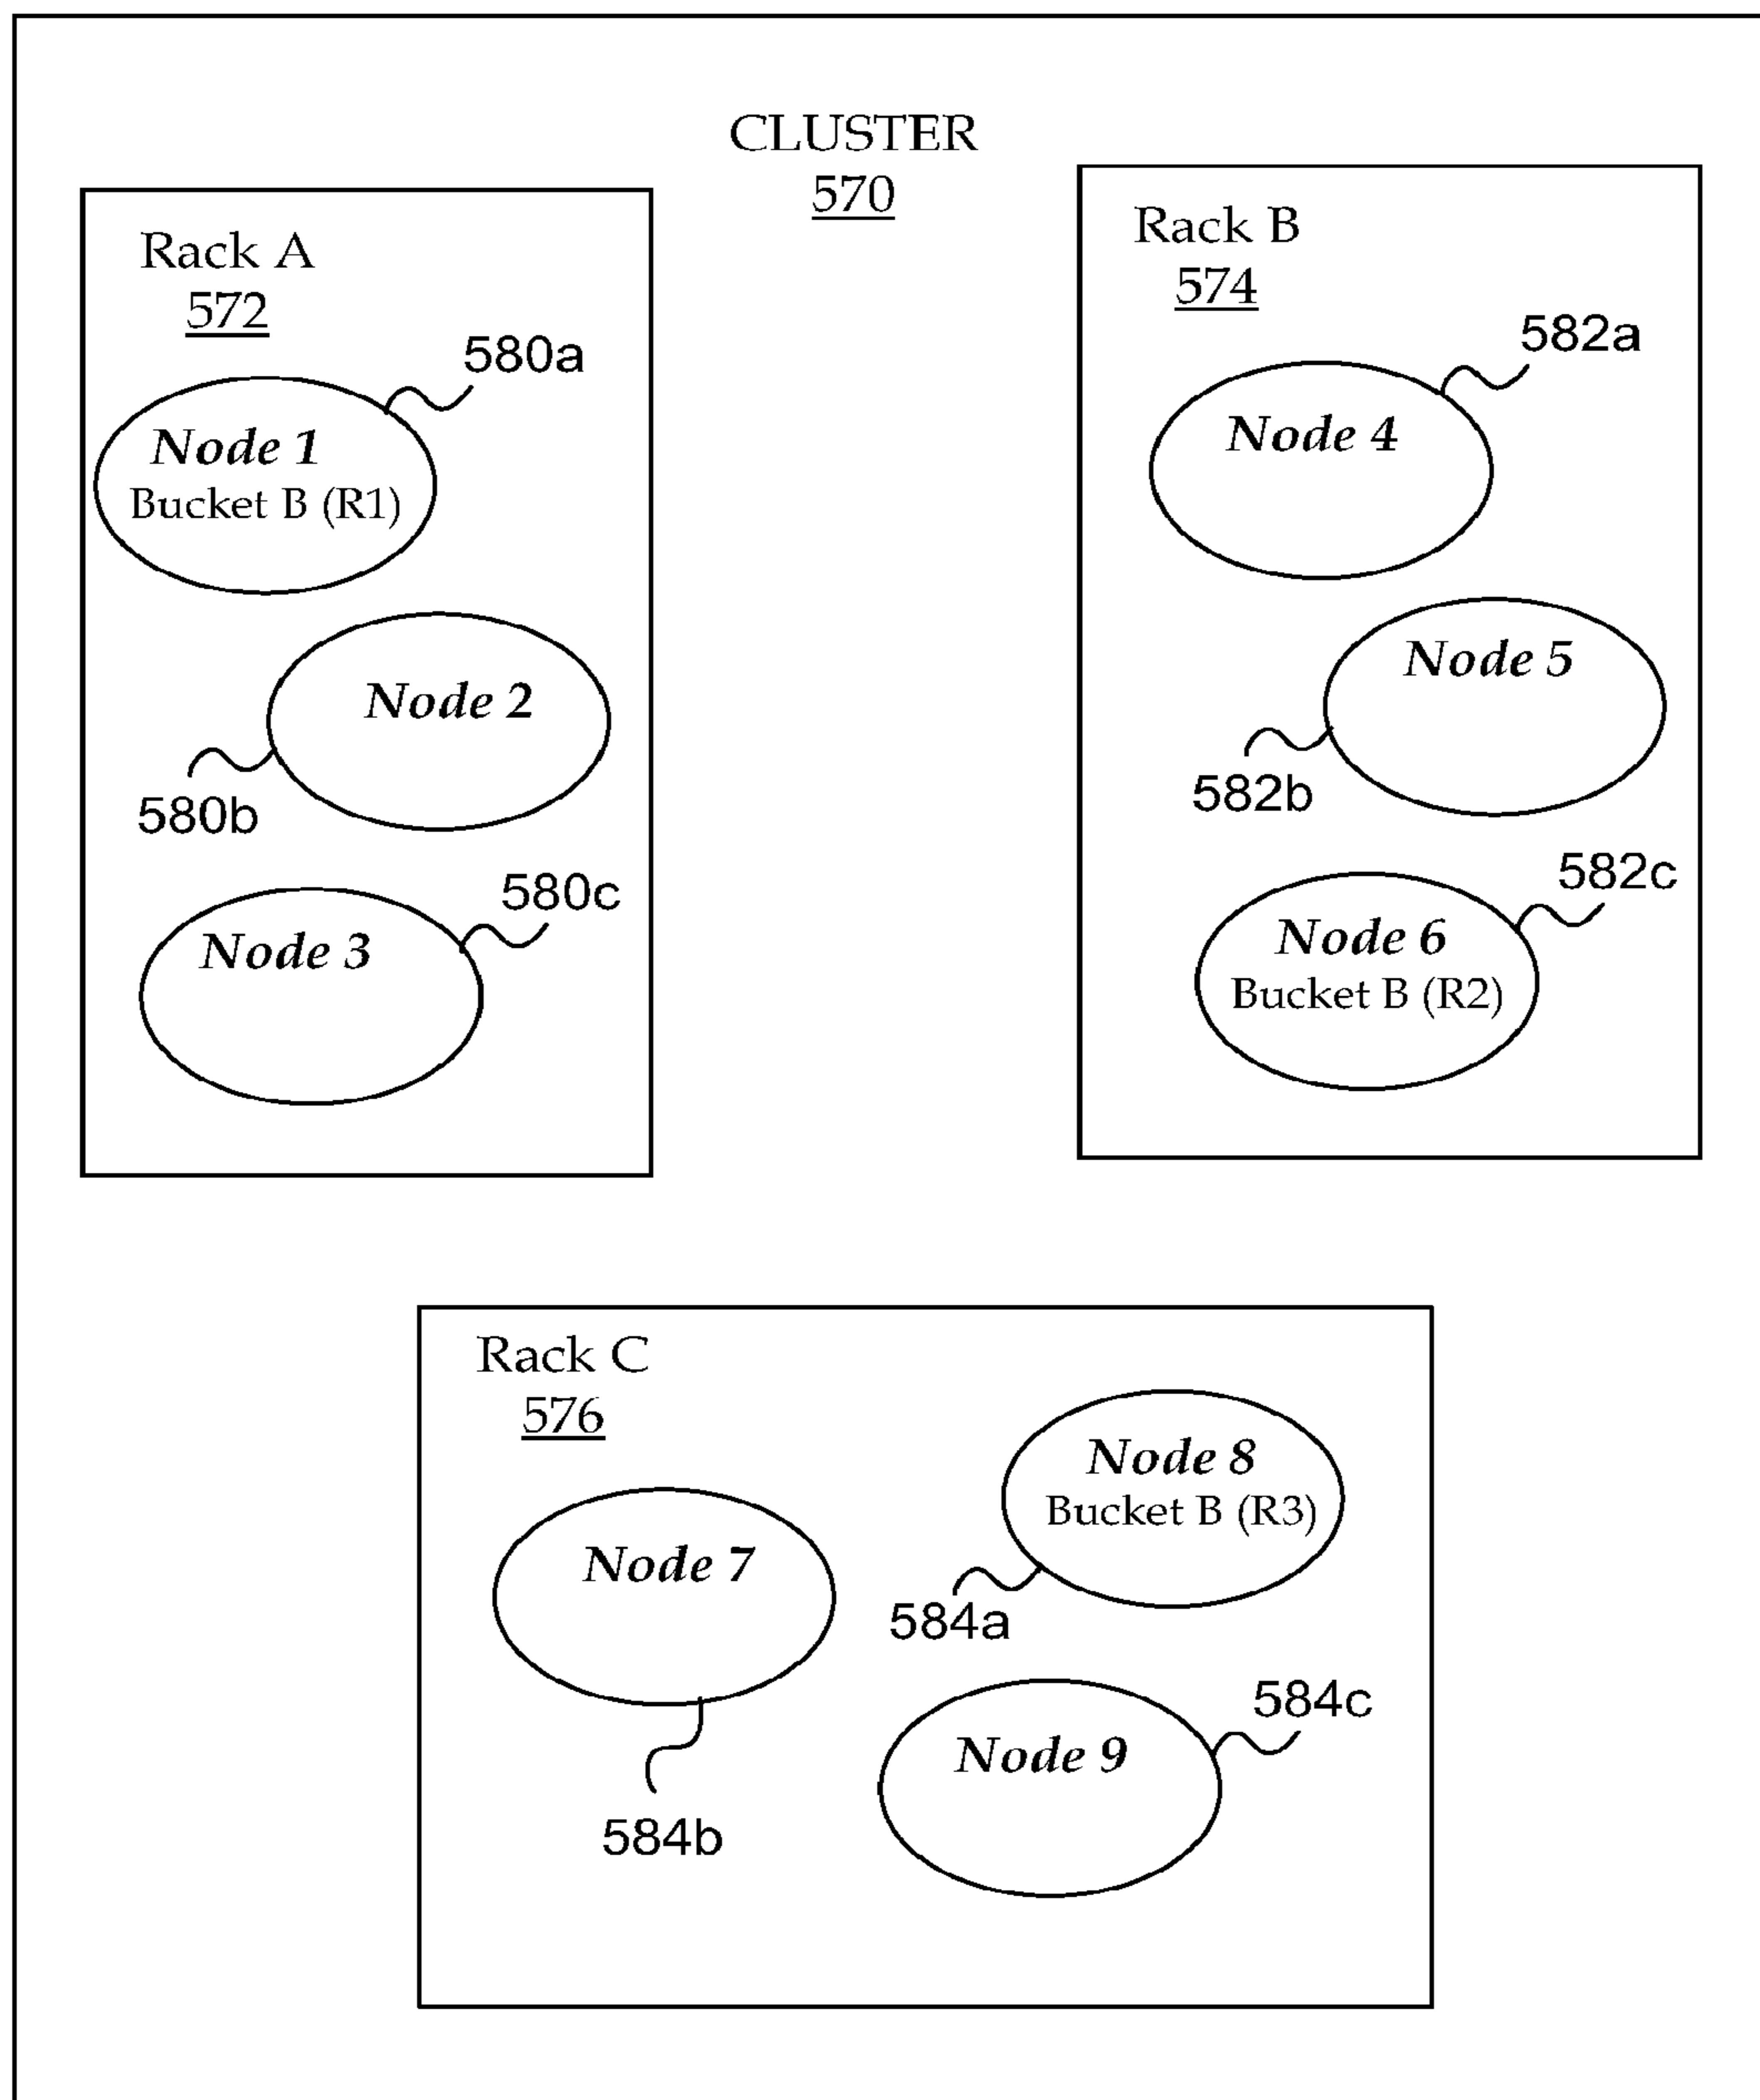 CLUSTER
570
Rack A
572
580a
Node 1
Bucket B (R1)
Node 2
580b
580c
Node 3
Rack B
574
582a
Node 4
Node 5
582b
582c
Node 6
Bucket B (R2)
Rack C
576
Node 8
Bucket B (R3)
584a
Node 7
584b
584c
Node 9